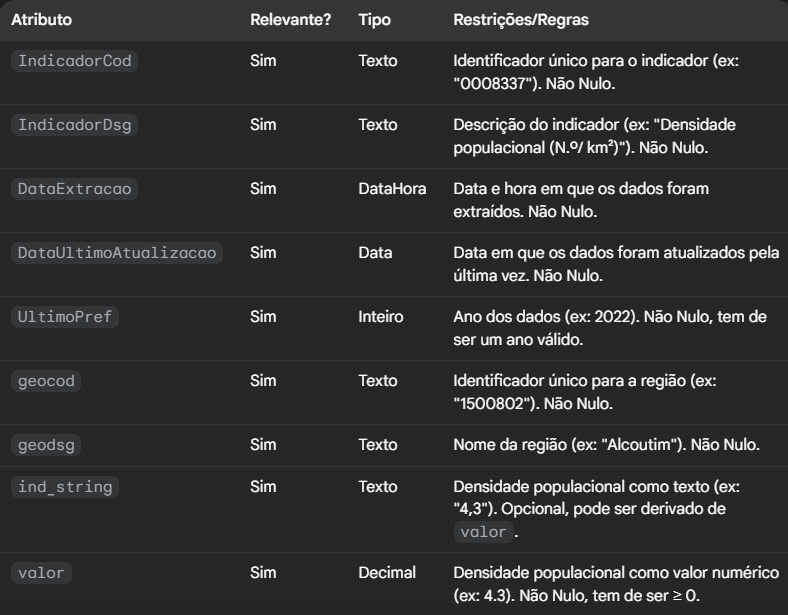 Atributo Relevante? Tipo Restrições/Regras
IndicadorCod Sim Texto Identificador único para o indicador (ex:
"0008337"). Não Nulo.
IndicadorDsg Sim Texto Descrição do indicador (ex: "Densidade
populacional (N.º/ km²)"). Não Nulo.
DataExtracao Sim DataHora Data e hora em que os dados foram
extraídos. Não Nulo.
DataUltimoAtualizacao Sim Data Data em que os dados foram atualizados pela
última vez. Não Nulo.
UltimoPref Sim Inteiro Ano dos dados (ex: 2022). Não Nulo, tem de
ser um ano válido.
geocod Sim Texto Identificador único para a região (ex:
"1500802"). Não Nulo.
geodsg Sim Texto Nome da região (ex: "Alcoutim"). Não Nulo.
ind_string Sim Texto Densidade populacional como texto (ex:
"4,3"). Opcional, pode ser derivado de
valor .
valor Sim Decimal Densidade populacional como valor numérico
(ex: 4.3). Não Nulo, tem de ser ≥ 0.